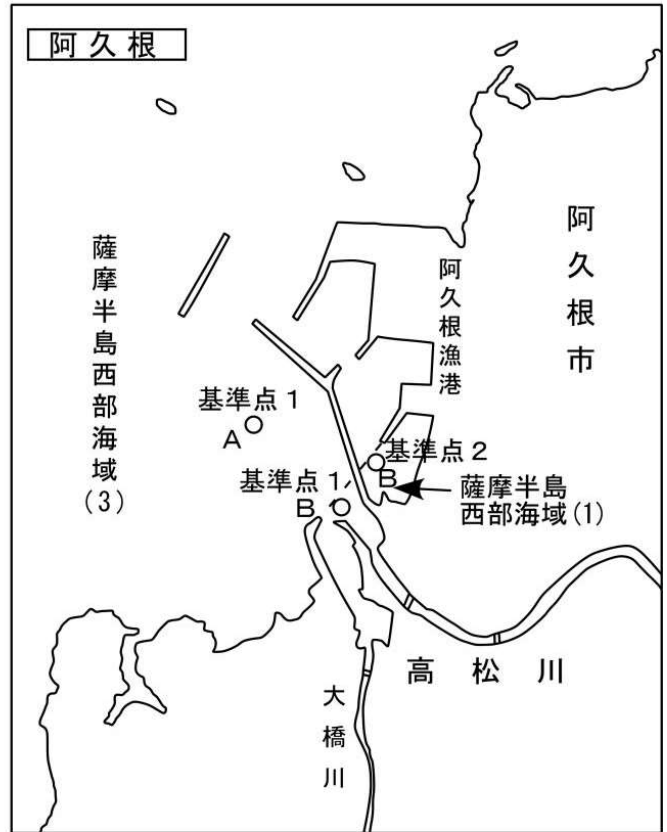 阿久根
薩摩半島西部海域
(3)
阿久根漁港
阿久根市
基準点1
A
基準点2
B
基準点1
B
薩摩半島
西部海域(1)
高松川
大橋川